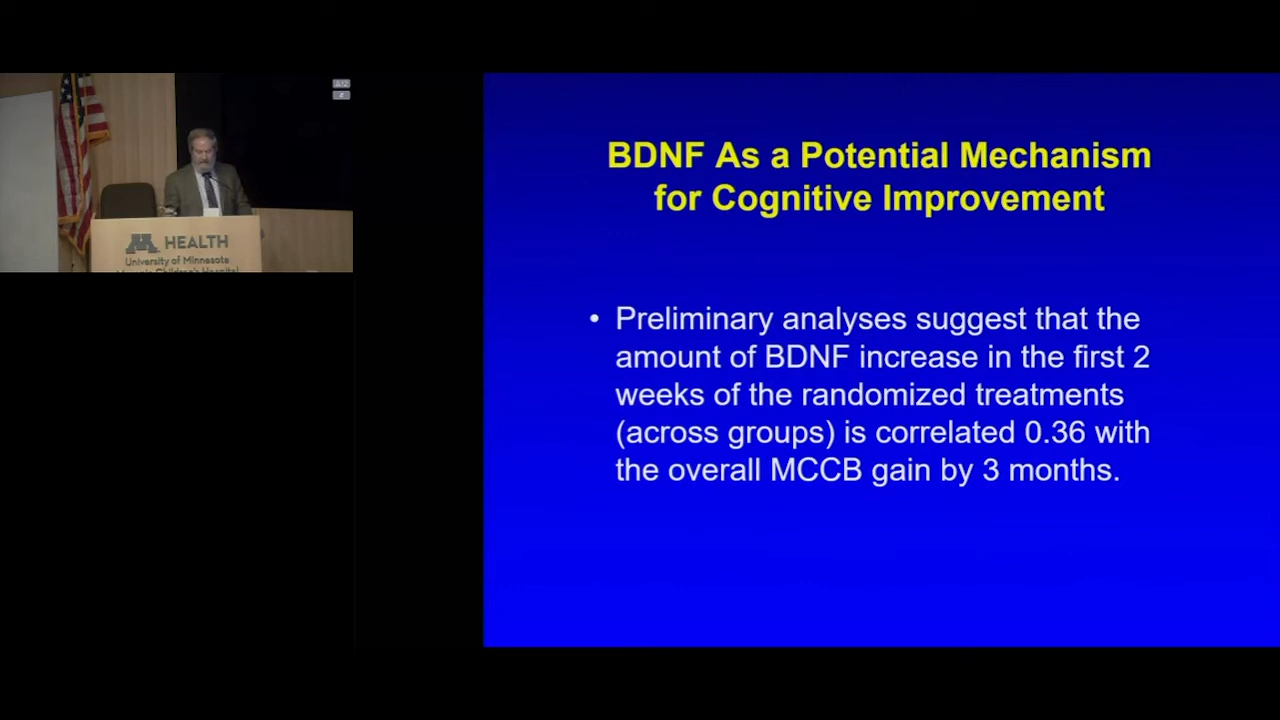 BDNF As a Potential Mechanism
for Cognitive Improvement
• Preliminary analyses suggest that the
amount of BDNF increase in the first 2
weeks of the randomized treatments
(across groups) is correlated 0.36 with
the overall MCCB gain by 3 months.
M HEALTH
University of Minnesota
Children's Hospital